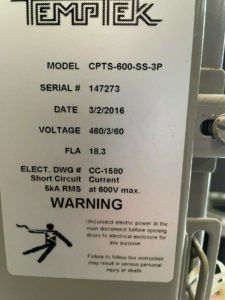 TEMPTEK
MODEL CPTS-600-SS-3P
SERIAL # 147273
DATE 3/2/2016
VOLTAGE 460/3/60
FLA 18.3
ELECT. DWG # CC-1580
Short Circuit Current
5kA RMS at 600V max.
WARNING
Disconnect electric power at the
main disconnect before opening
doors to electrical enclosure for
any purpose.
Failure to follow this instruction
may result in serious personal
injury or death.